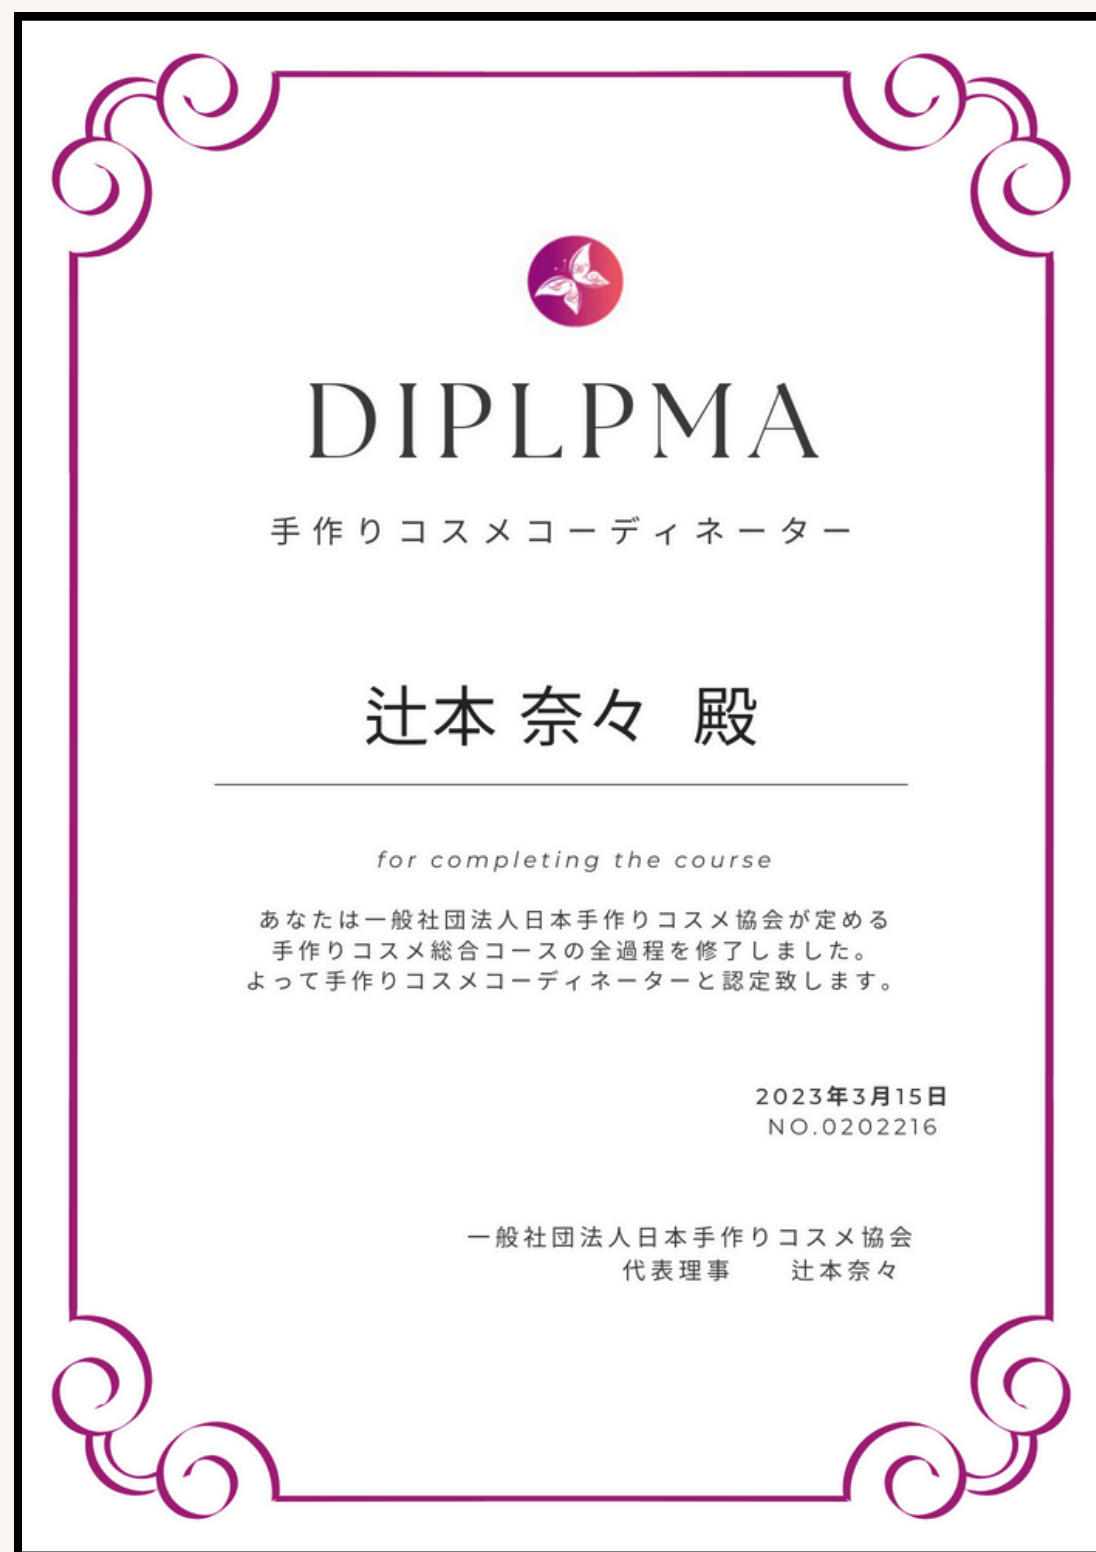 DIPLPMA
手作りコスメコーディネーター
辻本 奈々 殿
for completing the course
あなたは一般社団法人日本手作りコスメ協会が定める
手作りコスメ総合コースの全過程を修了しました。
よって手作りコスメコーディネーターと認定致します。
2023年3月15日
NO.0202216
一般社団法人日本手作りコスメ協会
代表理事 辻本奈々